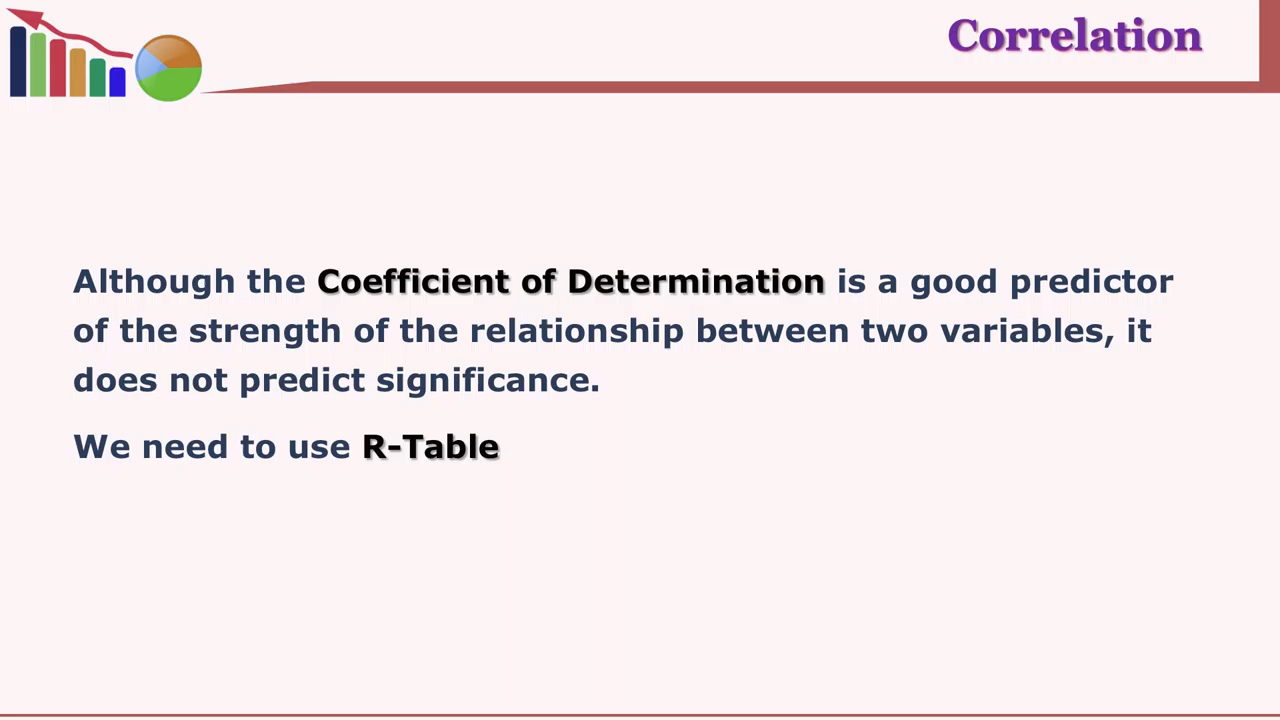 Correlation
Although the Coefficient of Determination is a good predictor
of the strength of the relationship between two variables, it
does not predict significance.
We need to use R-Table